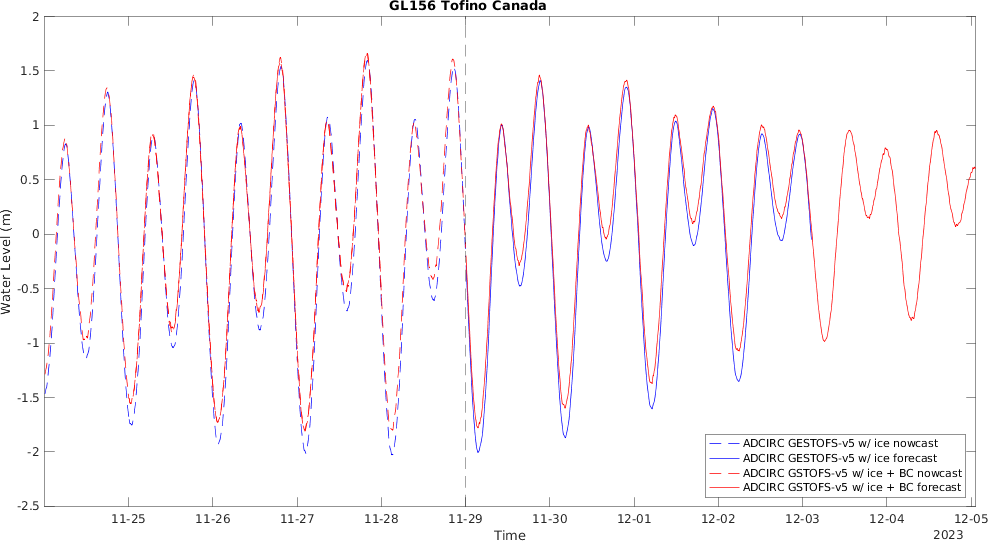 GL156 Tofino Canada
2
1.5
1
0.5
0
-0.5
-1
-1.5
-2
-2.5
Water Level (m)
ADCIRC GESTOFS-v5 w/ ice nowcast
ADCIRC GESTOFS-v5 w/ ice forecast
ADCIRC GSTOFS-v5 w/ ice + BC nowcast
ADCIRC GSTOFS-v5 w/ ice + BC forecast
11-25 11-26 11-27 11-28 11-29 11-30 12-01 12-02 12-03 12-04 12-05
Time
2023